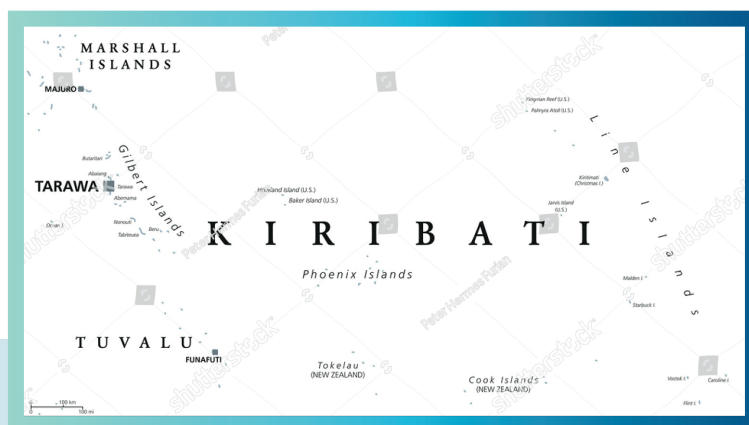 MARSHALL
ISLANDS
MAJURO
Kingman Reef (U.S.)
Palmyra Atoll (U.S.)
Line Islands
Butaritari
Gilbert Islands
Abaiang
TARAWA
Tarawa
Abemama
Kiritimati
(Christmas I.)
Howland Island (U.S.)
Baker Island (U.S.)
Jarvis Island
(U.S.)
Nonouti
Beru
Tabiteuea
KIRIBATI
Phoenix Islands
Malden I.
Starbuck I.
TUVALU
FUNAFUTI
Tokelau
(NEW ZEALAND)
Cook Islands
(NEW ZEALAND)
Vostok I.
Caroline I.
Flint I.
100 km
100 mi
shutterstock
Peter Hermes Furian